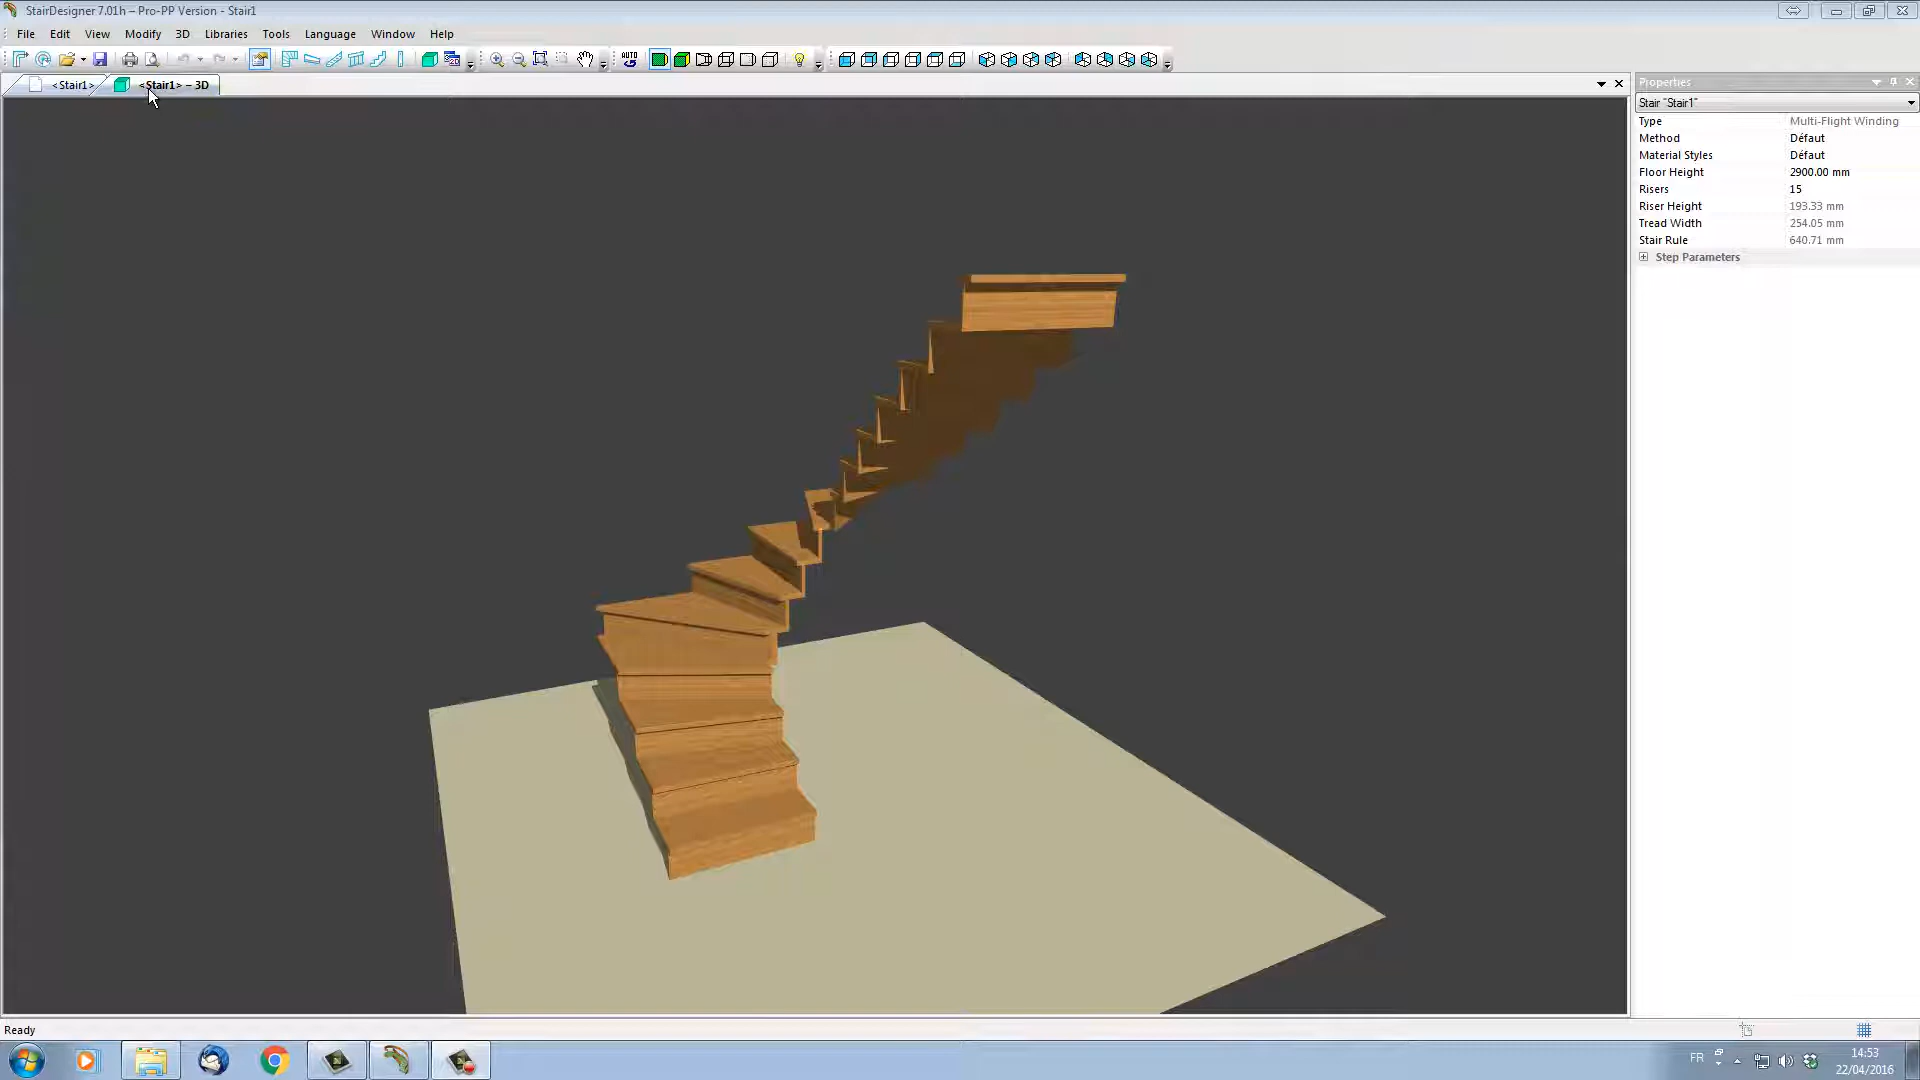 StairDesigner 7.01h – Pro-PP Version - Stair1
File Edit View Modify 3D Libraries Tools Language Window Help
AUTO
2D
<Stair1> <Stair1> – 3D
Properties
Stair "Stair1"
Type Multi-Flight Winding
Method Défaut
Material Styles Défaut
Floor Height 2900.00 mm
Risers 15
Riser Height 193.33 mm
Tread Width 254.05 mm
Stair Rule 640.71 mm
Step Parameters
Ready
FR
14:53
22/04/2016